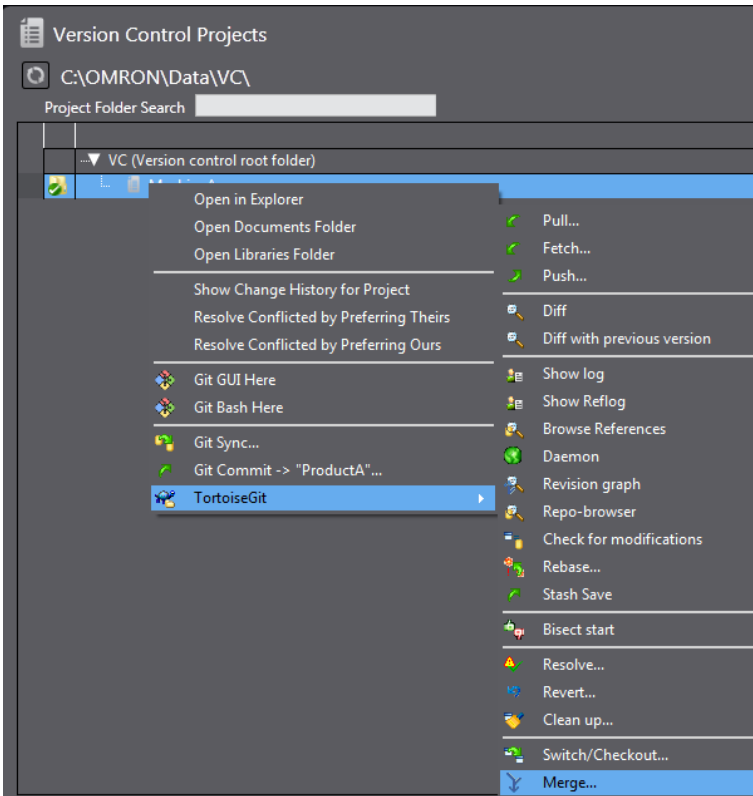 Version Control Projects
C:\OMRON\Data\VC\
Project Folder Search
VC (Version control root folder)
Open in Explorer
Open Documents Folder
Open Libraries Folder
Show Change History for Project
Resolve Conflicted by Preferring Theirs
Resolve Conflicted by Preferring Ours
Git GUI Here
Git Bash Here
Git Sync...
Git Commit -> "ProductA"...
TortoiseGit
Pull...
Fetch...
Push...
Diff
Diff with previous version
Show log
Show Reflog
Browse References
Daemon
Revision graph
Repo-browser
Check for modifications
Rebase...
Stash Save
Bisect start
Resolve...
Revert...
Clean up...
Switch/Checkout...
Merge...